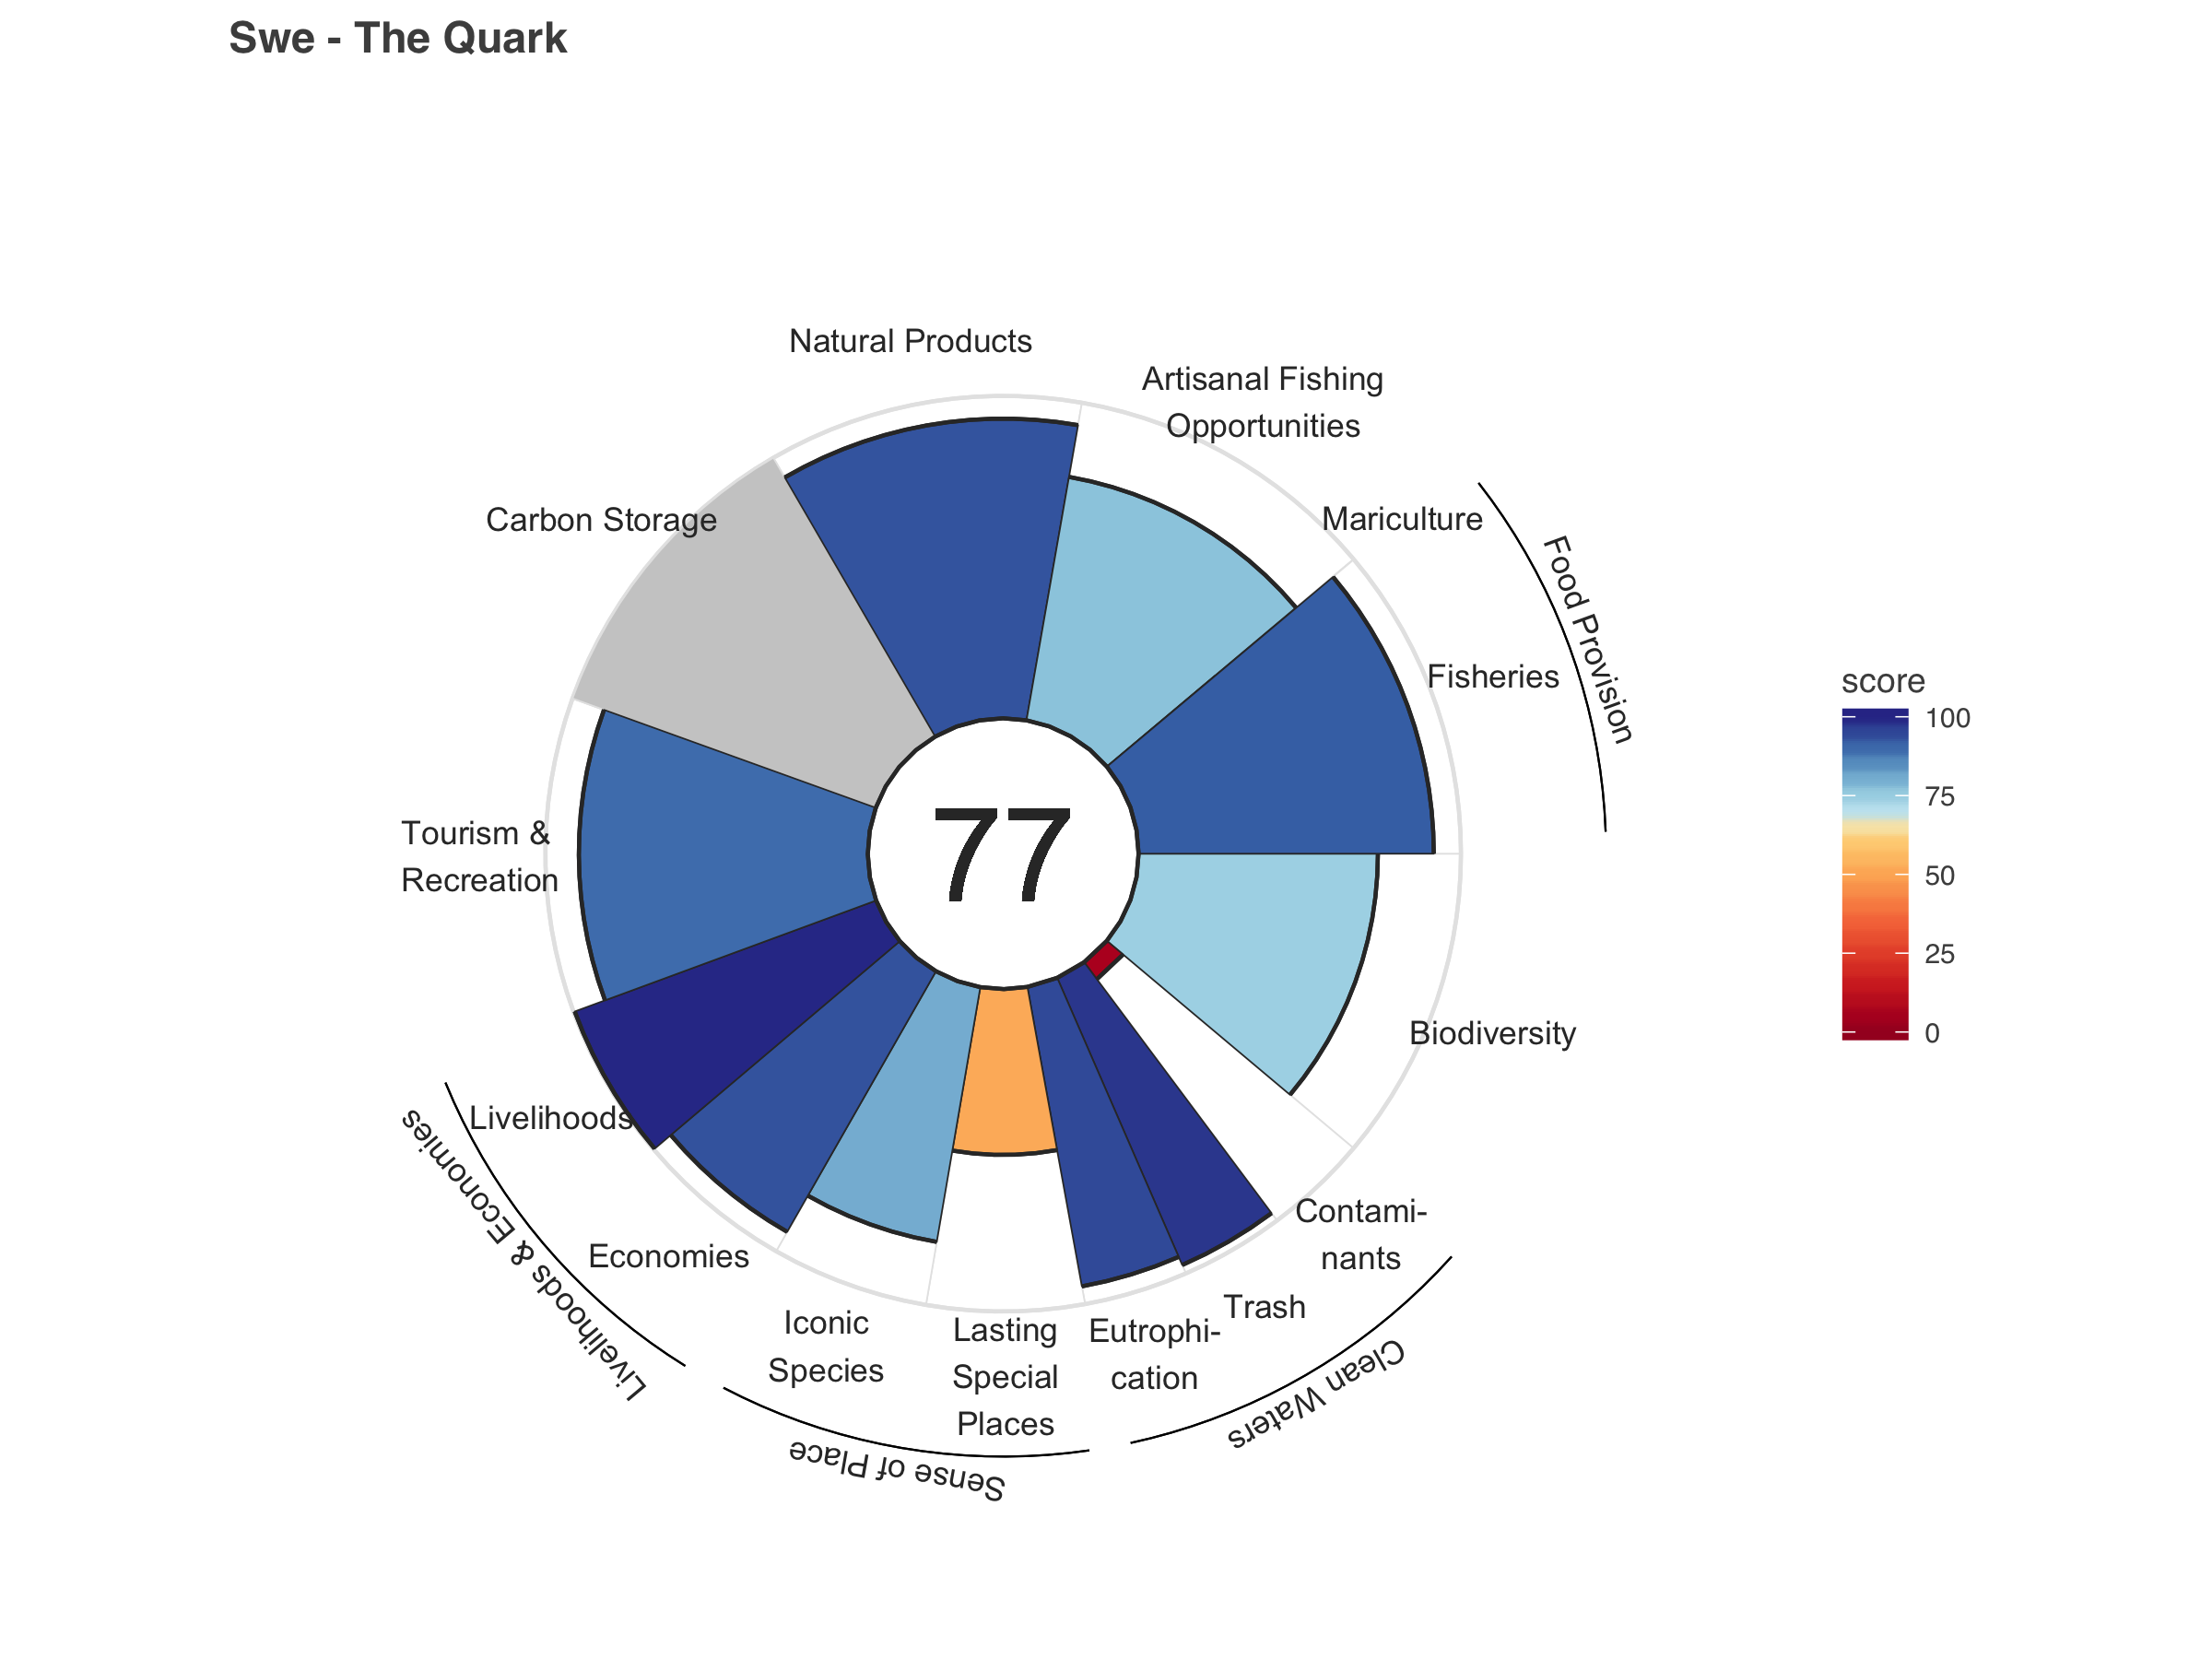 Swe - The Quark
Natural Products
Artisanal Fishing
Opportunities
Carbon Storage
Mariculture
Food Provision
Fisheries
score
100
75
50
25
0
77
Tourism &
Recreation
Biodiversity
Livelihoods
Livelihoods & Economies
Economies
Contami-
nants
Trash
Iconic
Species
Lasting
Special
Places
Eutrophi-
cation
Clean Waters
Sense of Place